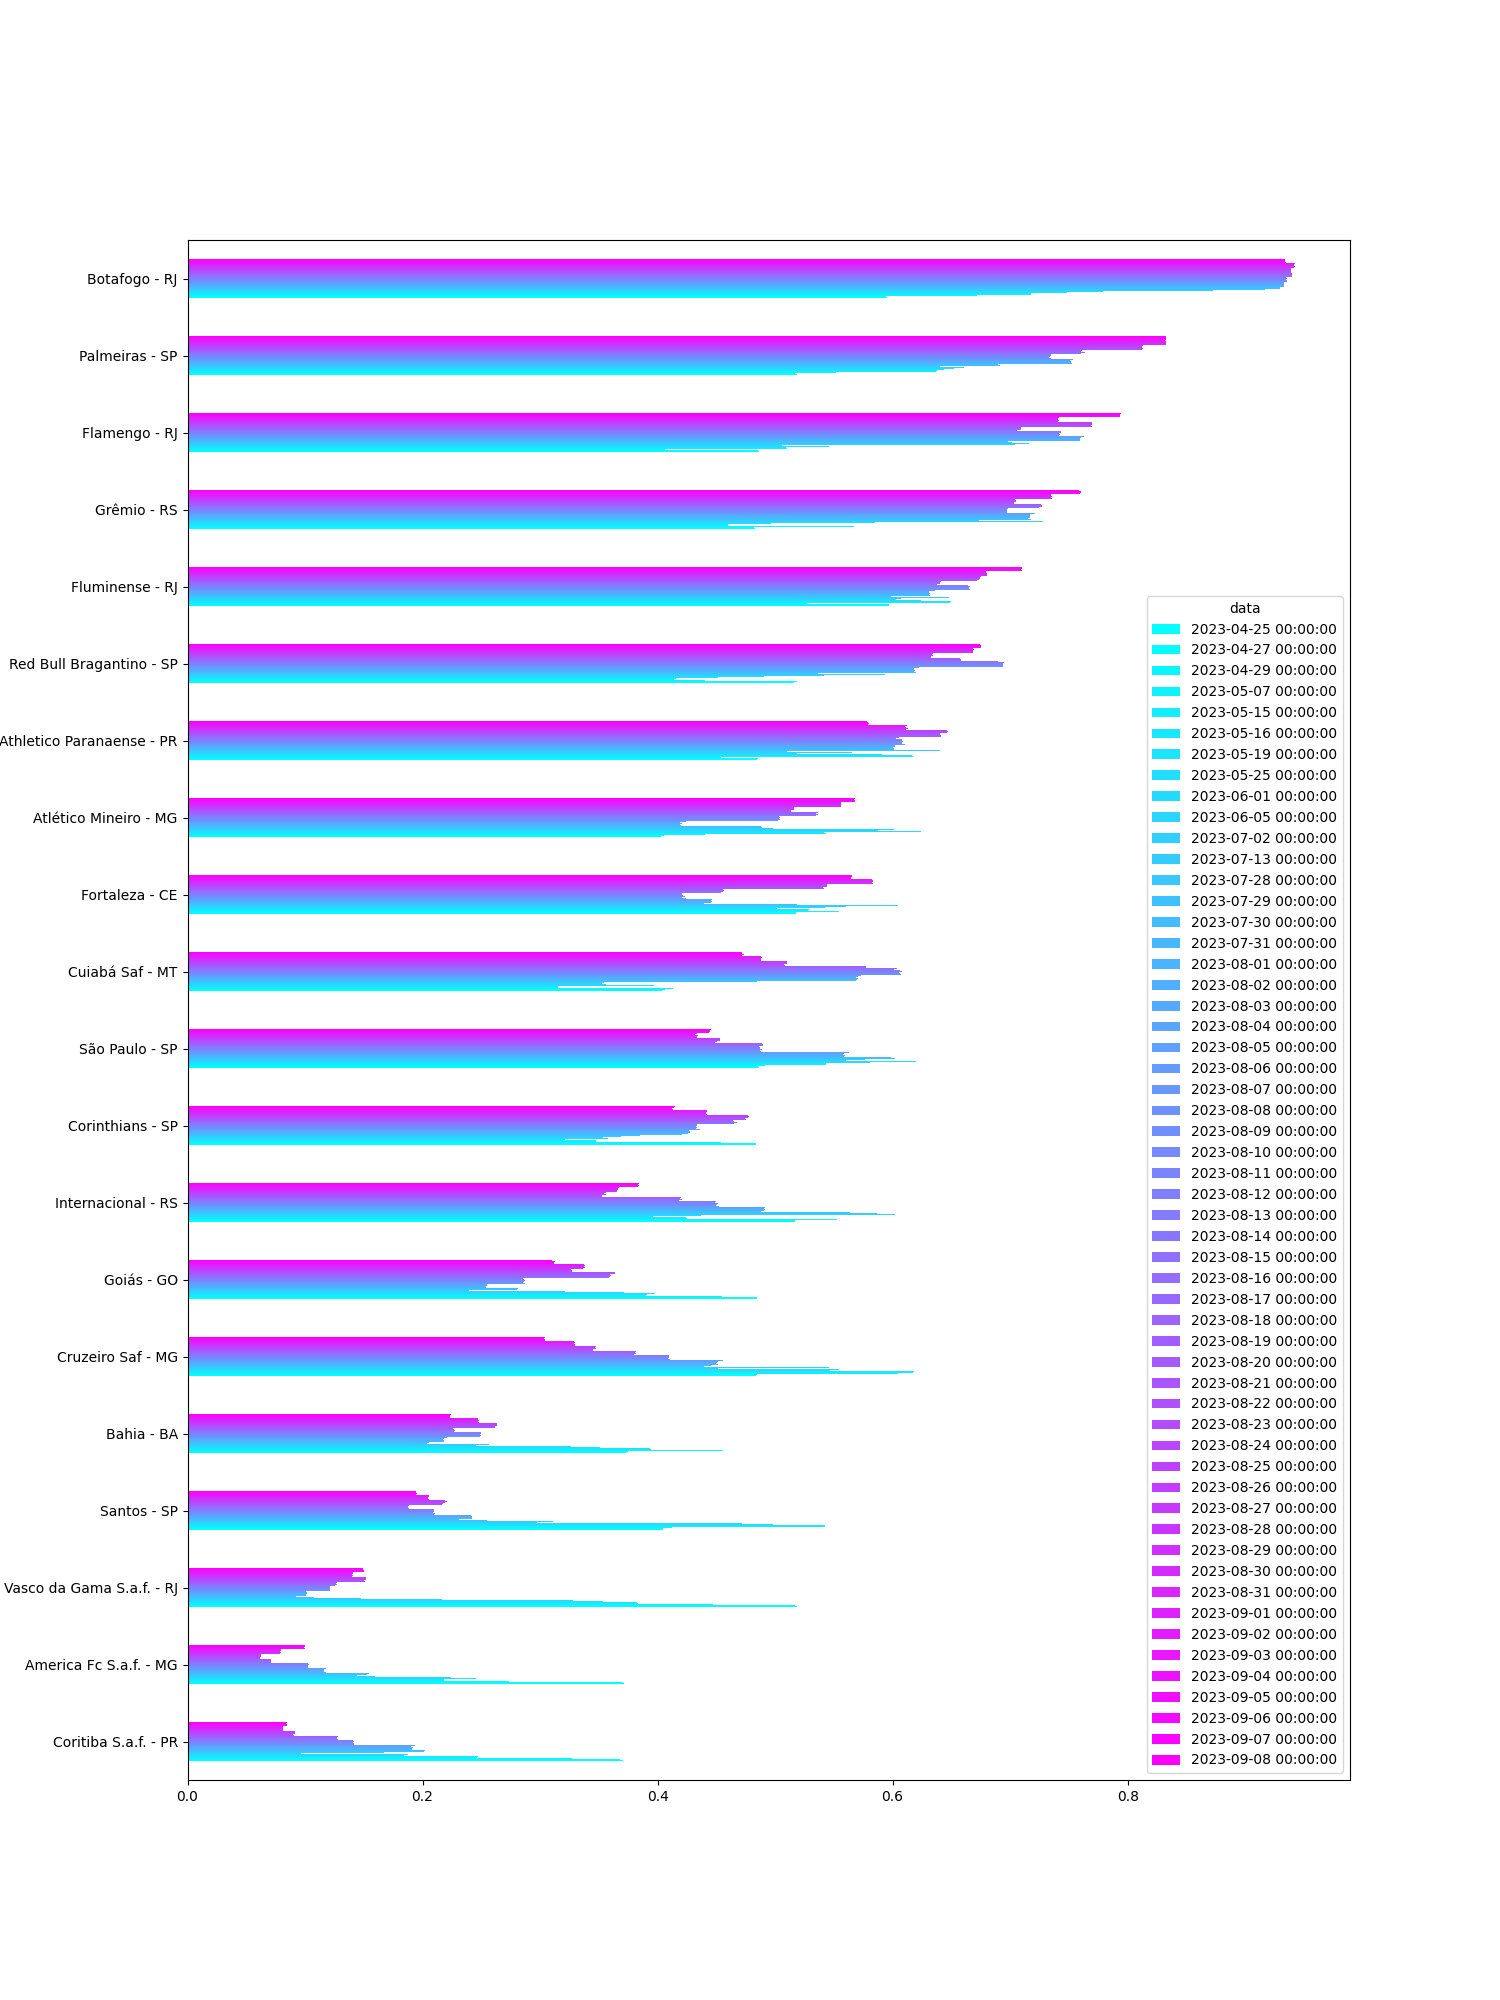 Botafogo - RJ
Palmeiras - SP
Flamengo - RJ
Grêmio - RS
Fluminense - RJ
Red Bull Bragantino - SP
Athletico Paranaense - PR
Atlético Mineiro - MG
Fortaleza - CE
Cuiabá Saf - MT
São Paulo - SP
Corinthians - SP
Internacional - RS
Goiás - GO
Cruzeiro Saf - MG
Bahia - BA
Santos - SP
Vasco da Gama S.a.f. - RJ
America Fc S.a.f. - MG
Coritiba S.a.f. - PR
0.0
0.2
0.4
0.6
0.8
data
2023-04-25 00:00:00
2023-04-27 00:00:00
2023-04-29 00:00:00
2023-05-07 00:00:00
2023-05-15 00:00:00
2023-05-16 00:00:00
2023-05-19 00:00:00
2023-05-25 00:00:00
2023-06-01 00:00:00
2023-06-05 00:00:00
2023-07-02 00:00:00
2023-07-13 00:00:00
2023-07-28 00:00:00
2023-07-29 00:00:00
2023-07-30 00:00:00
2023-07-31 00:00:00
2023-08-01 00:00:00
2023-08-02 00:00:00
2023-08-03 00:00:00
2023-08-04 00:00:00
2023-08-05 00:00:00
2023-08-06 00:00:00
2023-08-07 00:00:00
2023-08-08 00:00:00
2023-08-09 00:00:00
2023-08-10 00:00:00
2023-08-11 00:00:00
2023-08-12 00:00:00
2023-08-13 00:00:00
2023-08-14 00:00:00
2023-08-15 00:00:00
2023-08-16 00:00:00
2023-08-17 00:00:00
2023-08-18 00:00:00
2023-08-19 00:00:00
2023-08-20 00:00:00
2023-08-21 00:00:00
2023-08-22 00:00:00
2023-08-23 00:00:00
2023-08-24 00:00:00
2023-08-25 00:00:00
2023-08-26 00:00:00
2023-08-27 00:00:00
2023-08-28 00:00:00
2023-08-29 00:00:00
2023-08-30 00:00:00
2023-08-31 00:00:00
2023-09-01 00:00:00
2023-09-02 00:00:00
2023-09-03 00:00:00
2023-09-04 00:00:00
2023-09-05 00:00:00
2023-09-06 00:00:00
2023-09-07 00:00:00
2023-09-08 00:00:00